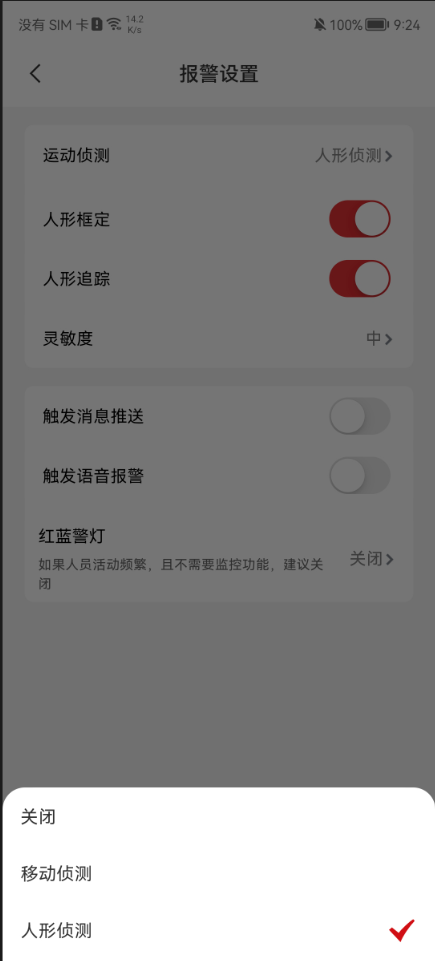 没有 SIM 卡 14.2 K/s 100% 9:24
报警设置
运动侦测 人形侦测
人形框定
人形追踪
灵敏度 中
触发消息推送
触发语音报警
红蓝警灯
如果人员活动频繁，且不需要监控功能，建议关
闭
关闭
关闭
移动侦测
人形侦测